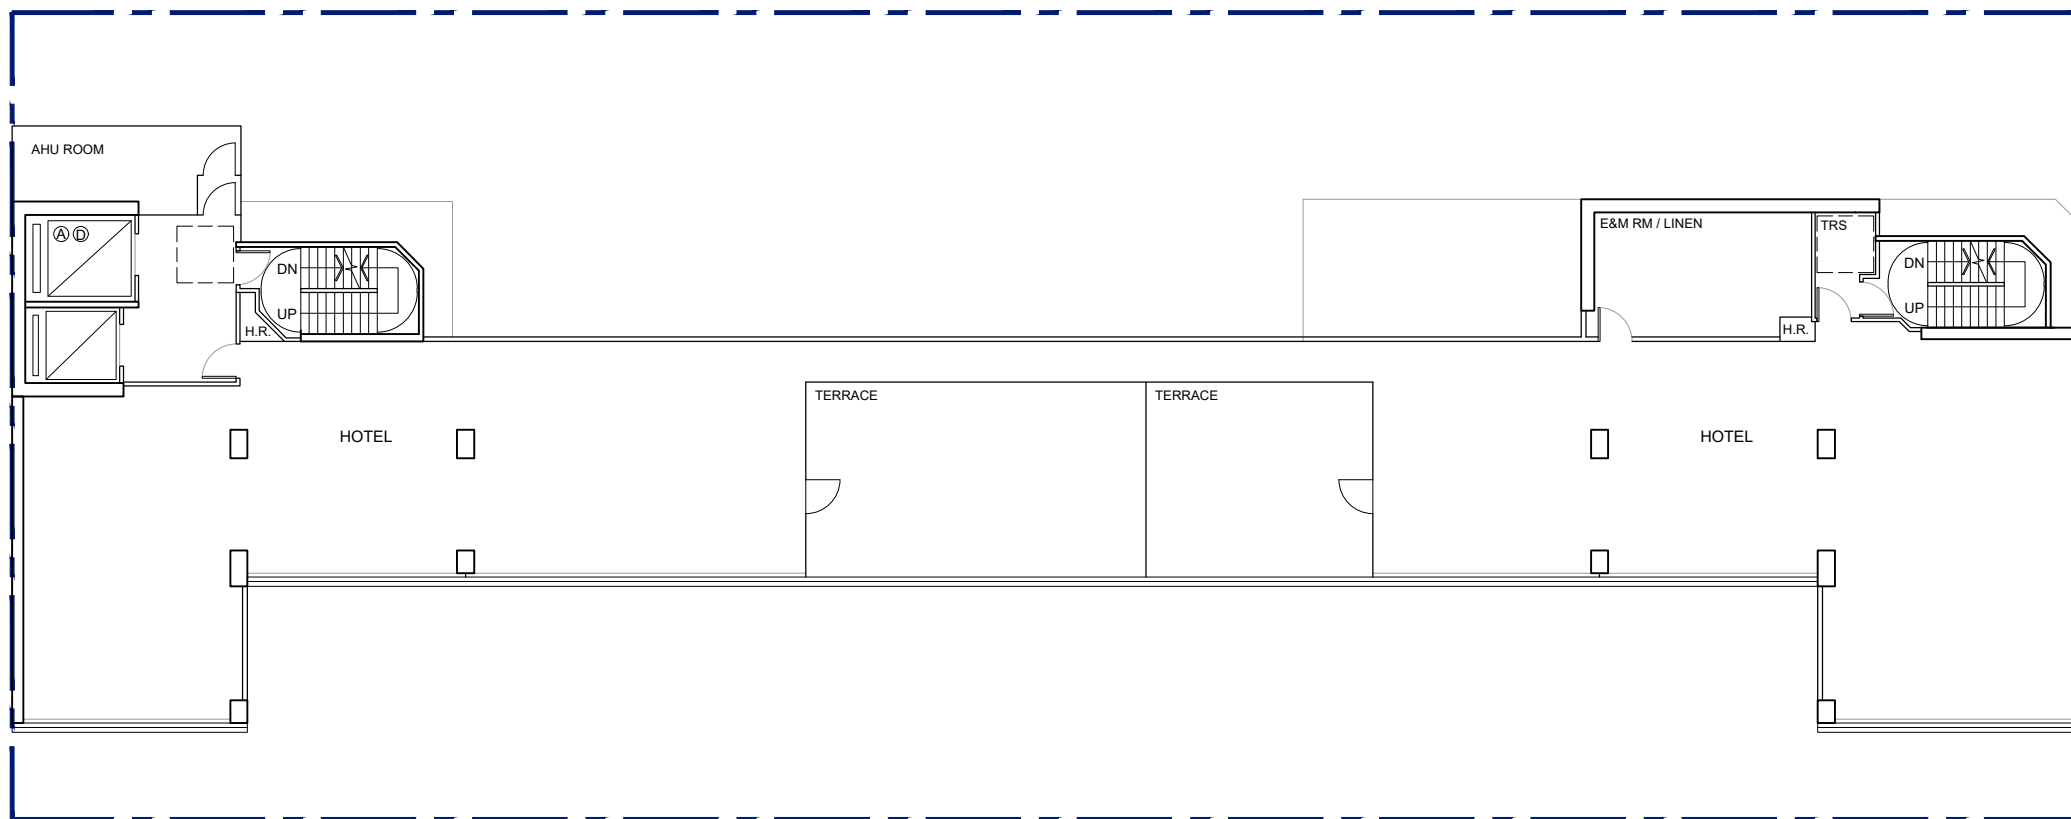 AHU ROOM
A D
DN
UP
H.R.
E&M RM / LINEN
TRS
DN
UP
H.R.
TERRACE
TERRACE
HOTEL
HOTEL